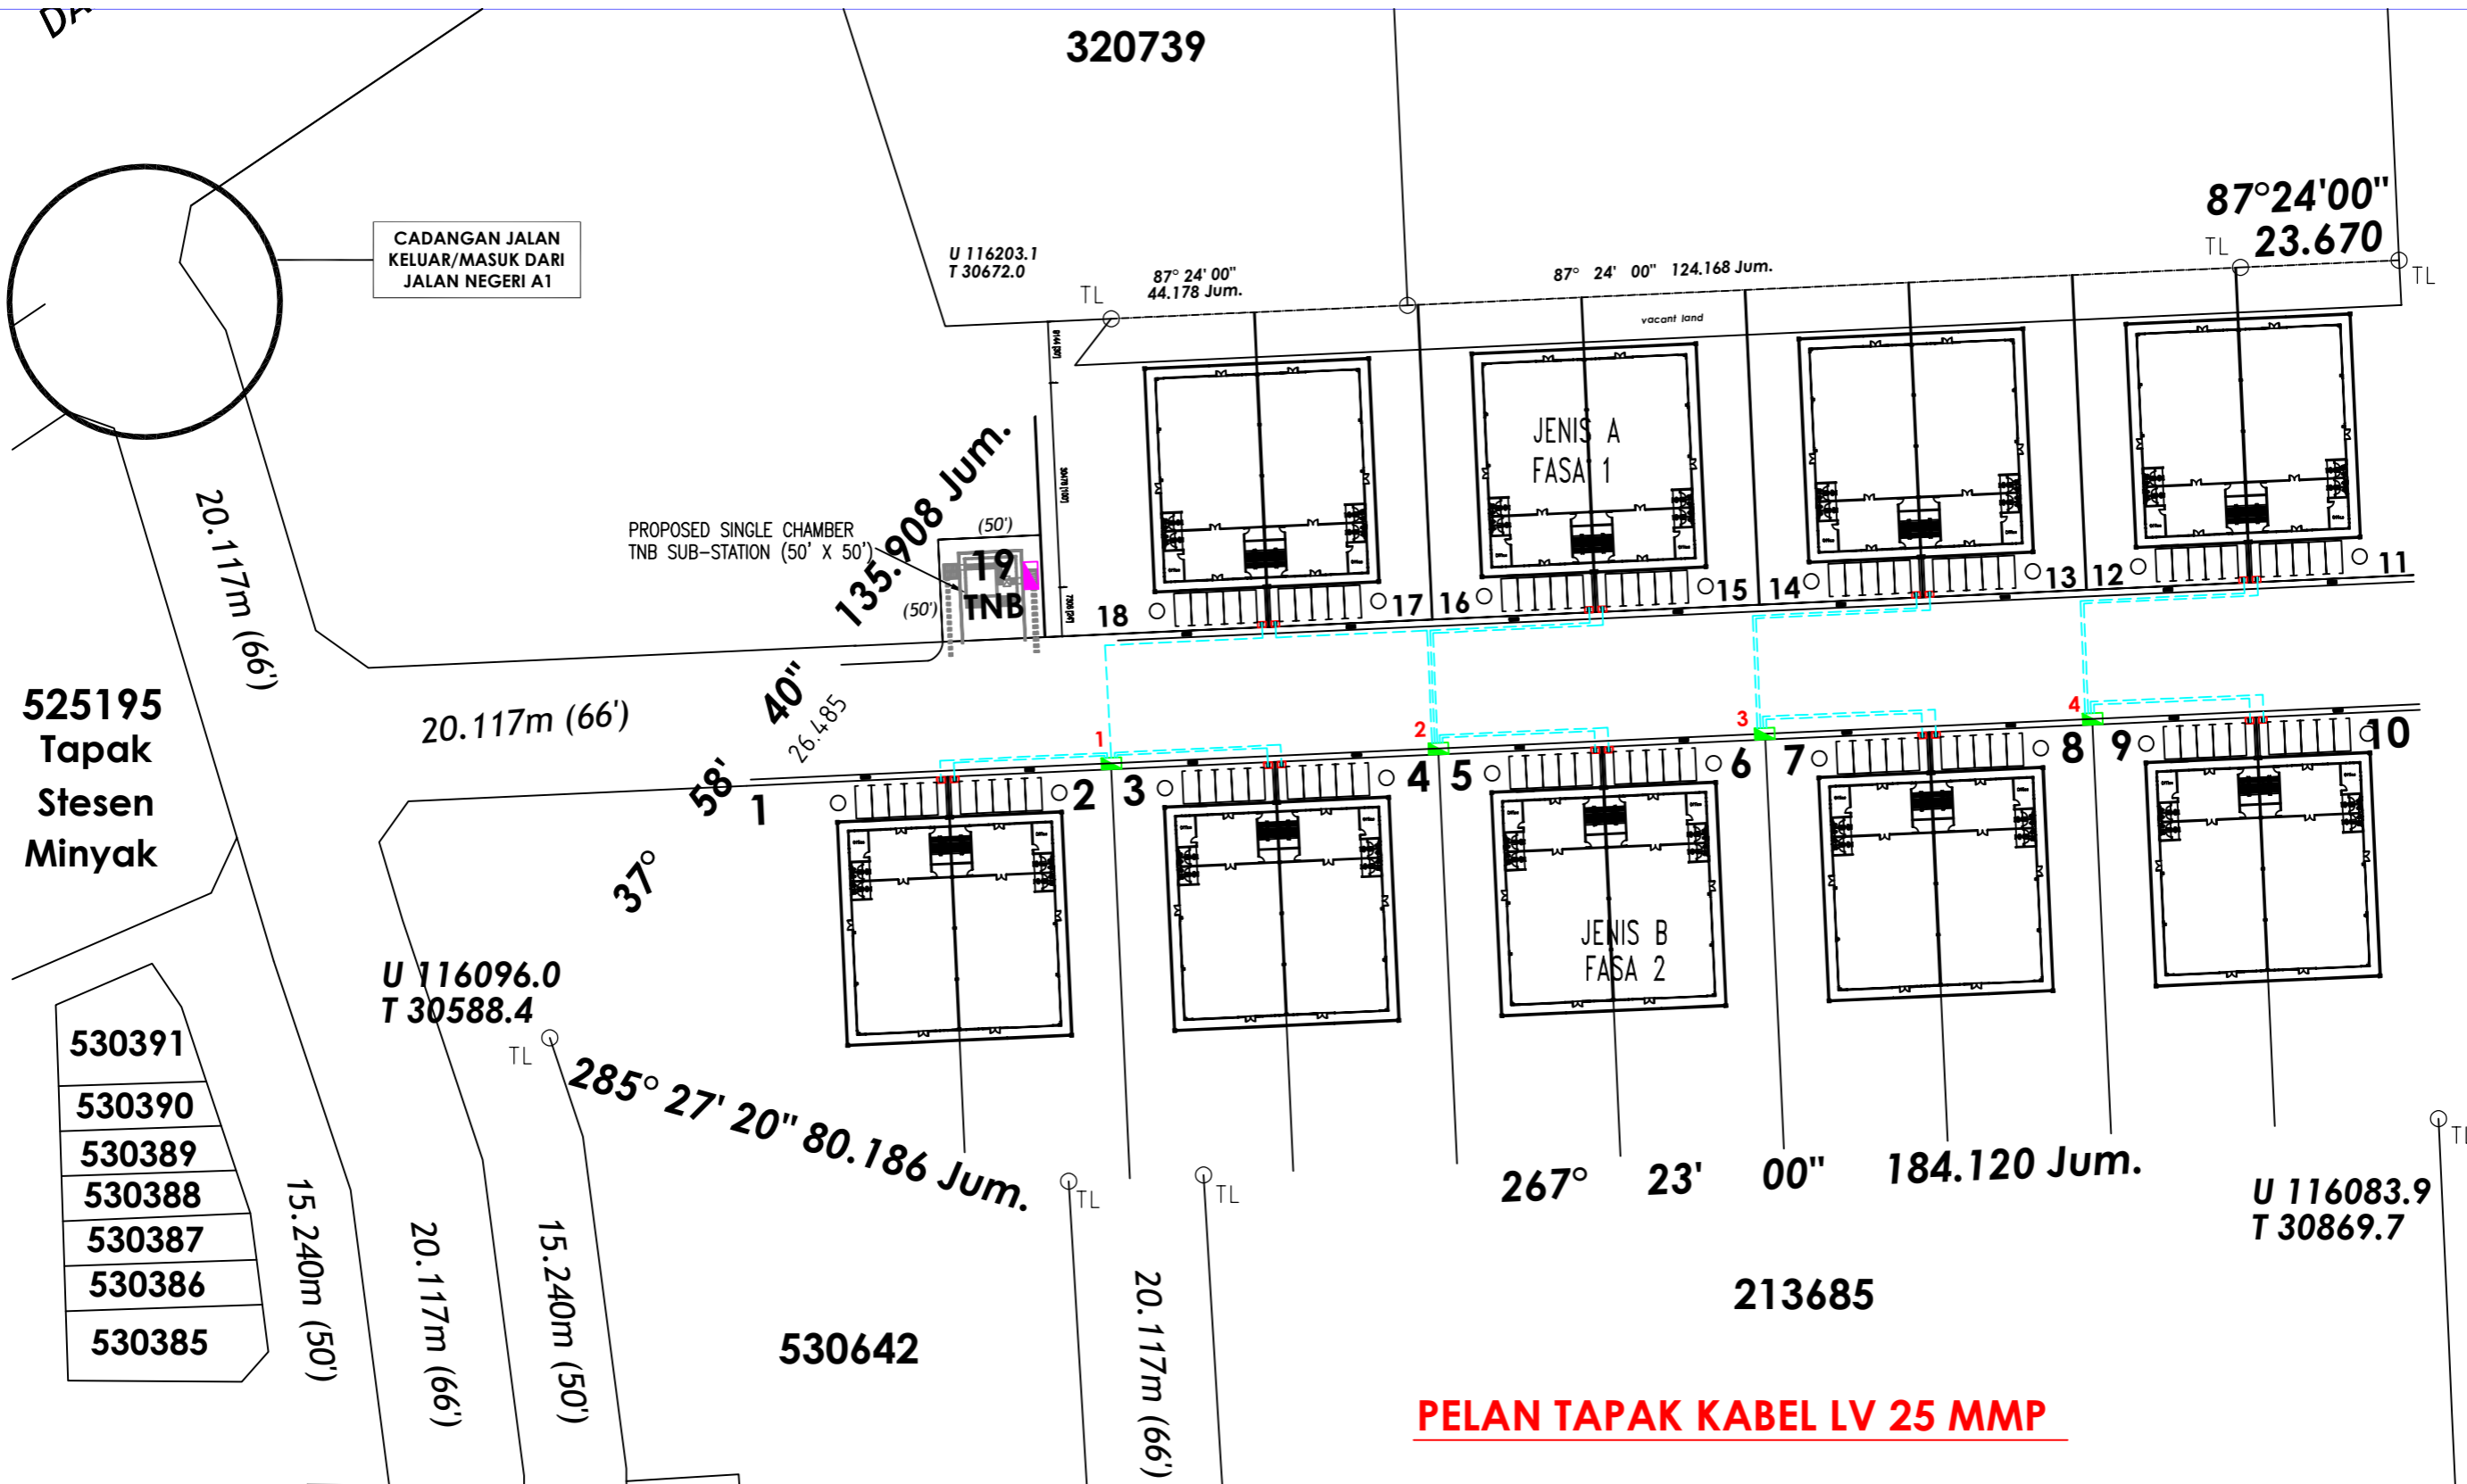 320739
87°24'00"
TL 23.670
TL
CADANGAN JALAN
KELUAR/MASUK DARI
JALAN NEGERI A1
U 116203.1
T 30672.0
TL
87° 24' 00"
44.178 Jum.
87° 24' 00" 124.168 Jum.
vacant land
JENIS A
FASA 1
135.908 Jum.
PROPOSED SINGLE CHAMBER
TNB SUB-STATION (50' X 50')
(50')
(50')
19
TNB
18
17
16
15
14
13
12
11
20.117m (66')
20.117m (66')
40"
26.485
58'
37°
525195
Tapak
Stesen
Minyak
1
2
3
4
1
2
3
4
5
6
7
8
9
10
JENIS B
FASA 2
U 116096.0
T 30588.4
TL
285° 27' 20" 80.186 Jum.
TL
TL
267° 23' 00" 184.120 Jum.
U 116083.9
T 30869.7
530391
530390
530389
530388
530387
530386
530385
15.240m (50')
20.117m (66')
15.240m (50')
530642
20.117m (66')
213685
PELAN TAPAK KABEL LV 25 MMP